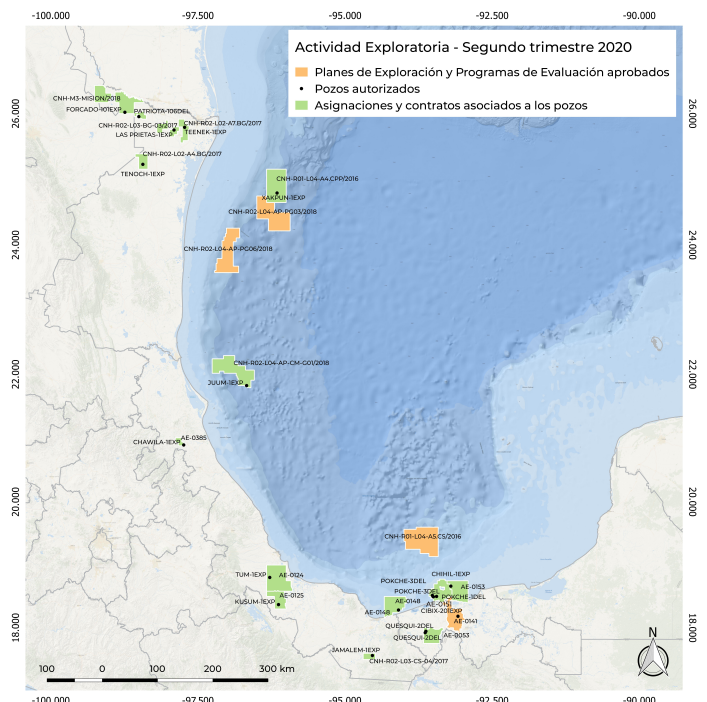 -100.000 -97.500 -95.000 -92.500 -90.000
Actividad Exploratoria - Segundo trimestre 2020
Planes de Exploración y Programas de Evaluación aprobados
Pozos autorizados
Asignaciones y contratos asociados a los pozos
26.000 26.000
CNH-M3-MISION/2018
FORCADO-101EXP PATRIOTA-106DEL
CNH-R02-L03-BG-03/2017 CNH-R02-L02-A7.BG/2017
LAS PRIETAS-1EXP TEENEK-1EXP
CNH-R02-L02-A4.BG/2017
TENOCH-1EXP
CNH-R01-L04-A4.CPP/2016
XAKPUN-1EXP
CNH-R02-L04-AP-PG03/2018
24.000 24.000
CNH-R02-L04-AP-PG06/2018
22.000 22.000
CNH-R02-L04-AP-CM-G01/2018
JUUM-1EXP
CHAWILA-1EXP AE-0385
20.000 20.000
CNH-R01-L04-A5.CS/2016
TUM-1EXP AE-0124
KUSUM-1EXP AE-0125
CHIHIL-1EXP
POKCHE-3DEL
AE-0153
POKCHE-3DEL POKCHE-1DEL
AE-0148 AE-0151
AE-0148 CIBIX-201EXP
AE-0141
18.000 18.000
QUESQUI-2DEL
QUESQUI-2DEL AE-0053
JAMALEM-1EXP
CNH-R02-L03-CS-04/2017
N
100 0 100 200 300 km
-100.000 -97.500 -95.000 -92.500 -90.000